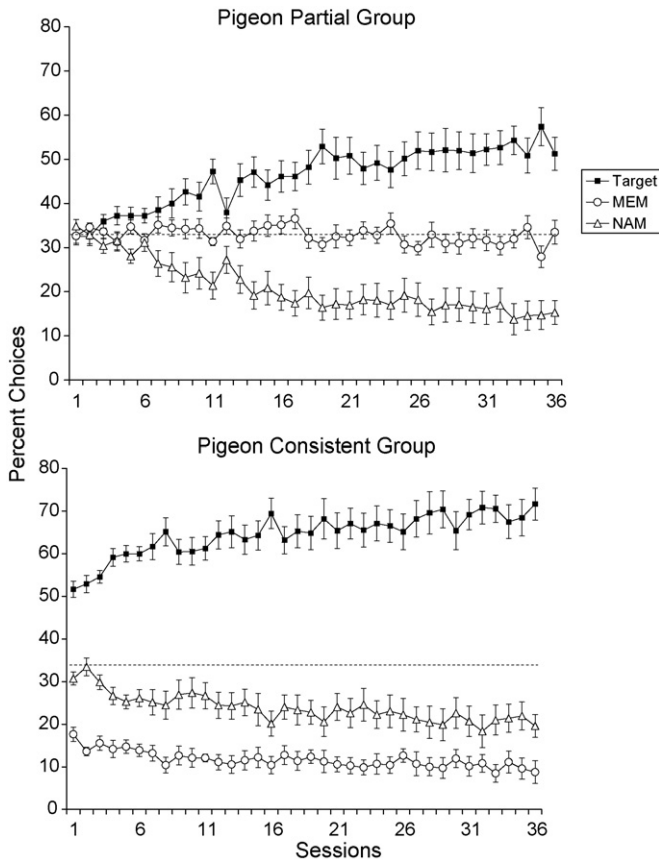 Pigeon Partial Group
80
70
60
50
40
30
20
10
0
1 6 11 16 21 26 31 36
Target
MEM
NAM
Percent Choices
Pigeon Consistent Group
80
70
60
50
40
30
20
10
0
1 6 11 16 21 26 31 36
Sessions